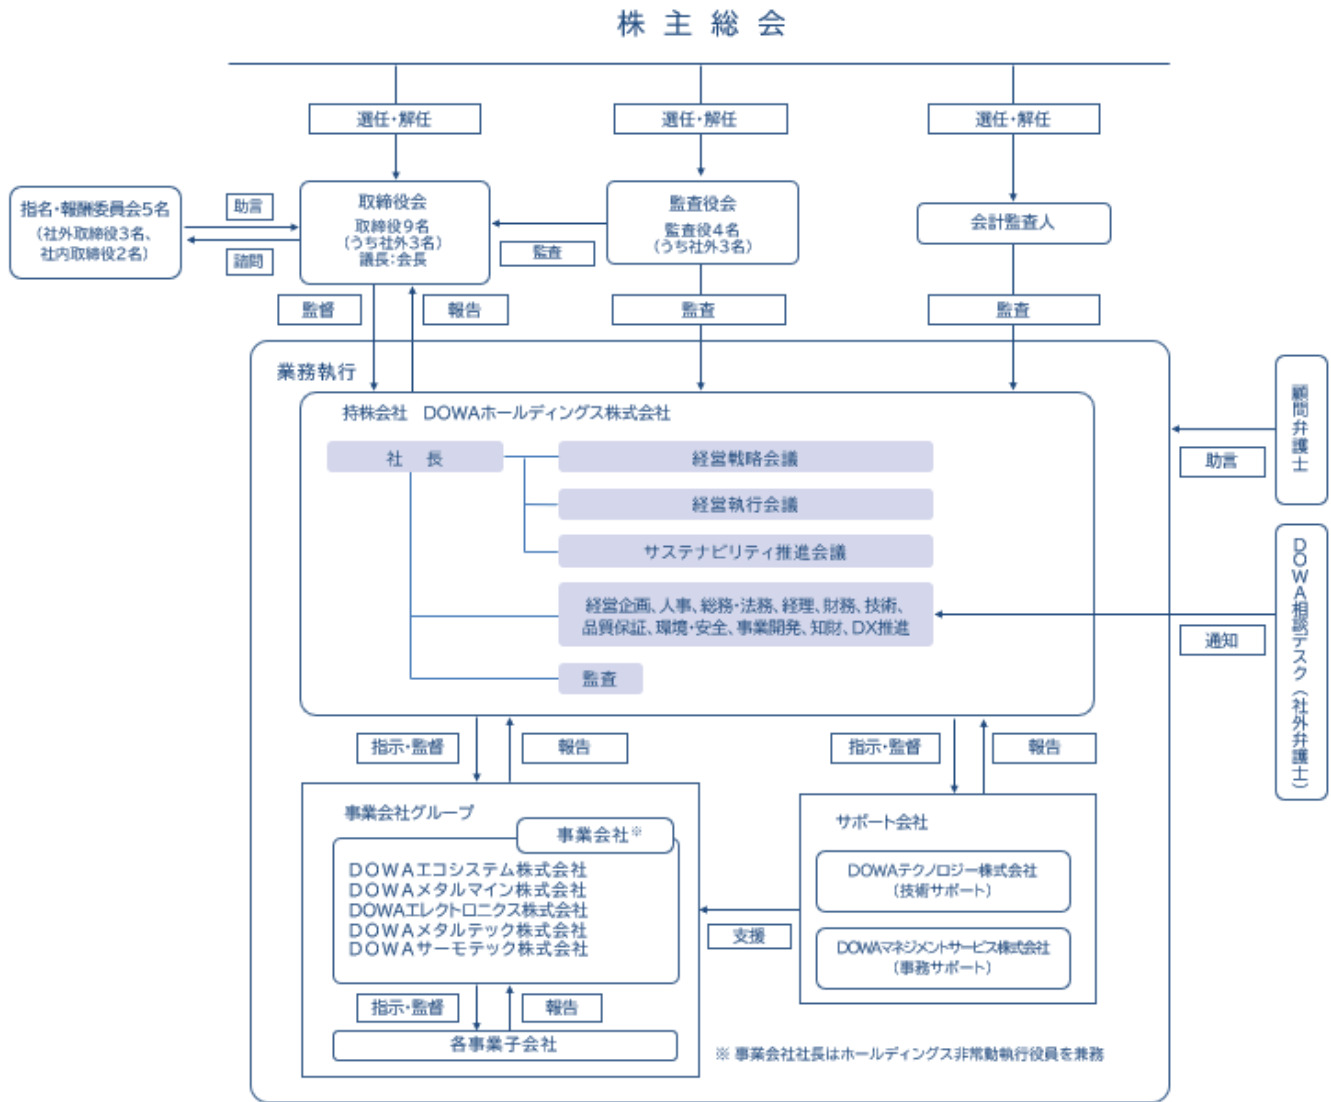 株主総会
選任・解任
選任・解任
選任・解任
指名・報酬委員会5名
（社外取締役3名、
社内取締役2名）
助言
諮問
取締役会
取締役9名
（うち社外3名）
議長：会長
監査
監査役会
監査役4名
（うち社外3名）
会計監査人
監督
報告
監査
監査
業務執行
持株会社　DOWAホールディングス株式会社
社　長
経営戦略会議
経営執行会議
サステナビリティ推進会議
経営企画、人事、総務・法務、経理、財務、技術、
品質保証、環境・安全、事業開発、知財、DX推進
監査
顧問弁護士
助言
DOWA相談デスク（社外弁護士）
通知
指示・監督
報告
指示・監督
報告
事業会社グループ
事業会社※
DOWAエコシステム株式会社
DOWAメタルマイン株式会社
DOWAエレクトロニクス株式会社
DOWAメタルテック株式会社
DOWAサーモテック株式会社
指示・監督
報告
各事業子会社
支援
サポート会社
DOWAテクノロジー株式会社
（技術サポート）
DOWAマネジメントサービス株式会社
（事務サポート）
※ 事業会社社長はホールディングス非常勤執行役員を兼務